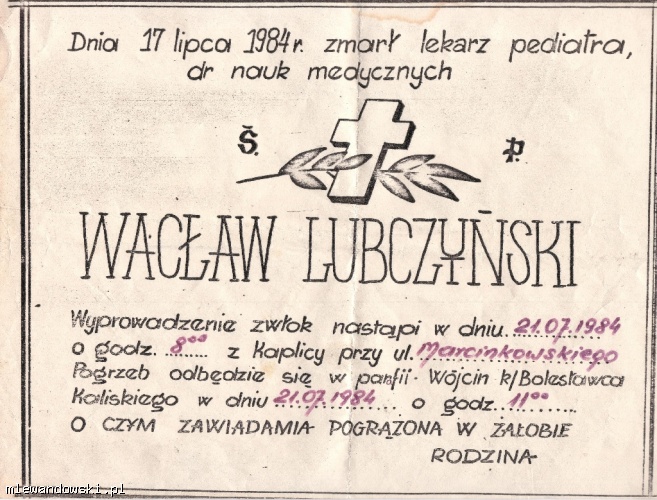 Dnia 17 lipca 1984 r. zmarł lekarz pediatra,
dr nauk medycznych
Ś. P.
WACŁAW LUBCZYŃSKI
Wyprowadzenie zwłok nastąpi w dniu 21.07.1984
o godz. 8⁰⁰ z kaplicy przy ul. Marcinkowskiego
Pogrzeb odbędzie się w parafii - Wójcin k/Bolesławca
Kaliskiego w dniu 21.07.1984 o godz. 11⁰⁰
O CZYM ZAWIADAMIA POGRĄŻONA W ŻAŁOBIE
RODZINA
mlewandowski.pl